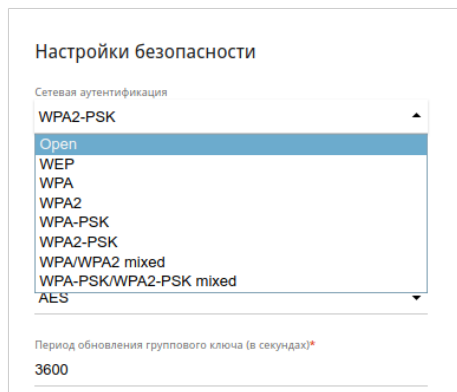 Настройки безопасности
Сетевая аутентификация
WPA2-PSK
Open
WEP
WPA
WPA2
WPA-PSK
WPA2-PSK
WPA/WPA2 mixed
WPA-PSK/WPA2-PSK mixed
AES
Период обновления группового ключа (в секундах)*
3600